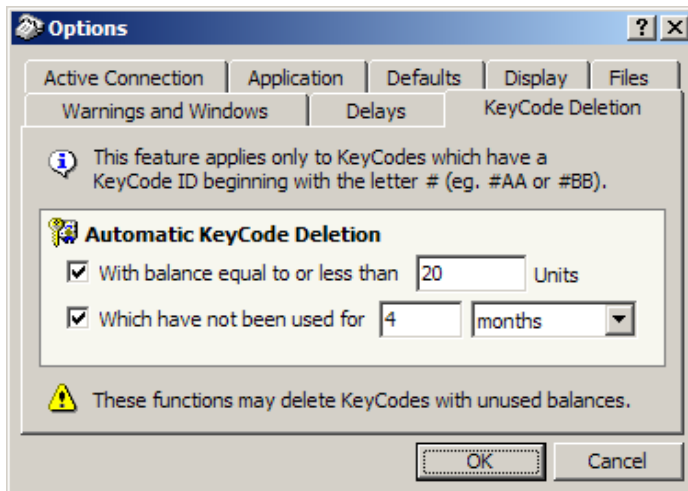 Options
Active Connection Application Defaults Display Files
Warnings and Windows Delays KeyCode Deletion
This feature applies only to KeyCodes which have a
KeyCode ID beginning with the letter # (eg. #AA or #BB).
Automatic KeyCode Deletion
With balance equal to or less than 20 Units
Which have not been used for 4 months
These functions may delete KeyCodes with unused balances.
OK Cancel